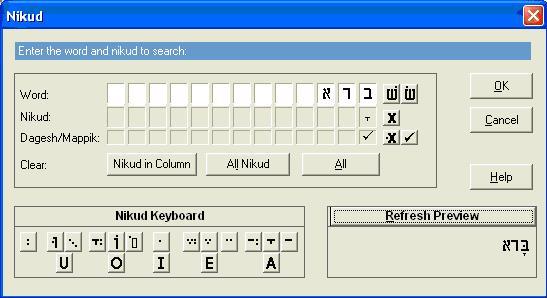 Nikud
Enter the word and nikud to search:
OK
Word: א ר ב שׁ שׂ
Nikud: X
Cancel
Dagesh/Mappik: ✓ X ✓
Clear: Nikud in Column All Nikud All
Help
Nikud Keyboard
Refresh Preview
בָּרא
U O I E A